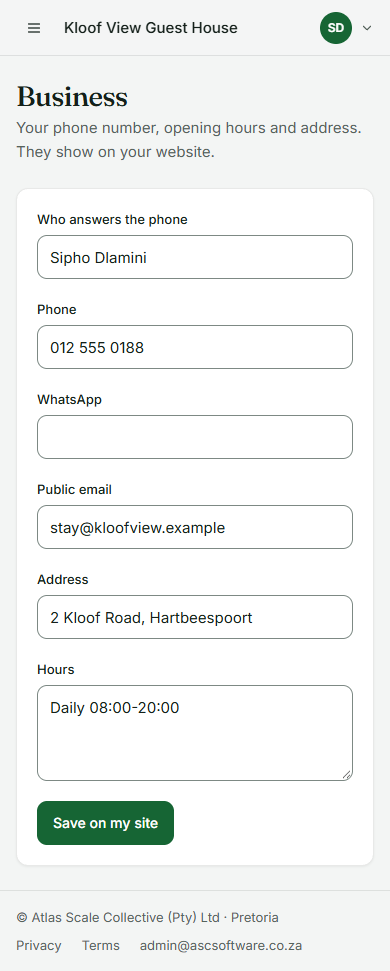 Kloof View Guest House
SD
Business
Your phone number, opening hours and address.
They show on your website.
Who answers the phone
Sipho Dlamini
Phone
012 555 0188
WhatsApp
Public email
stay@kloofview.example
Address
2 Kloof Road, Hartbeespoort
Hours
Daily 08:00-20:00
Save on my site
© Atlas Scale Collective (Pty) Ltd · Pretoria
Privacy Terms admin@ascsoftware.co.za